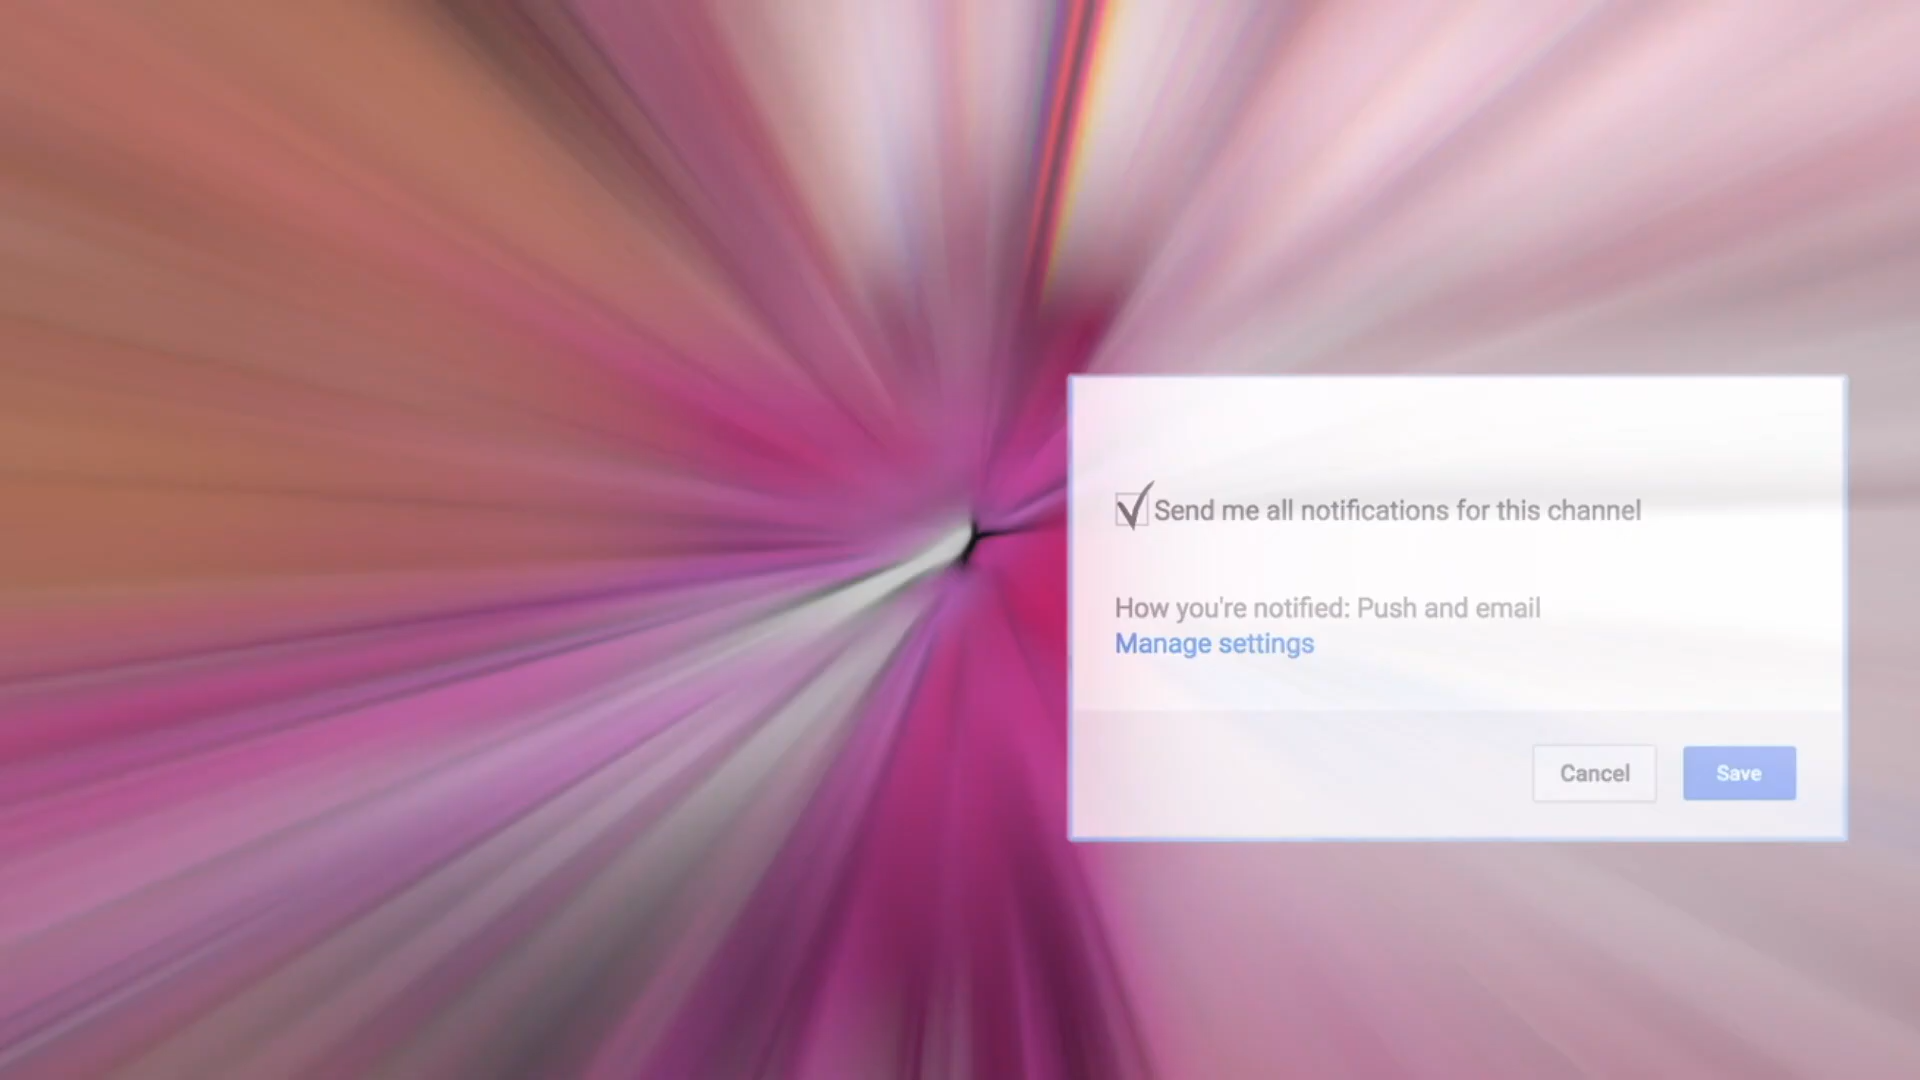 Send me all notifications for this channel
How you're notified: Push and email
Manage settings
Cancel
Save